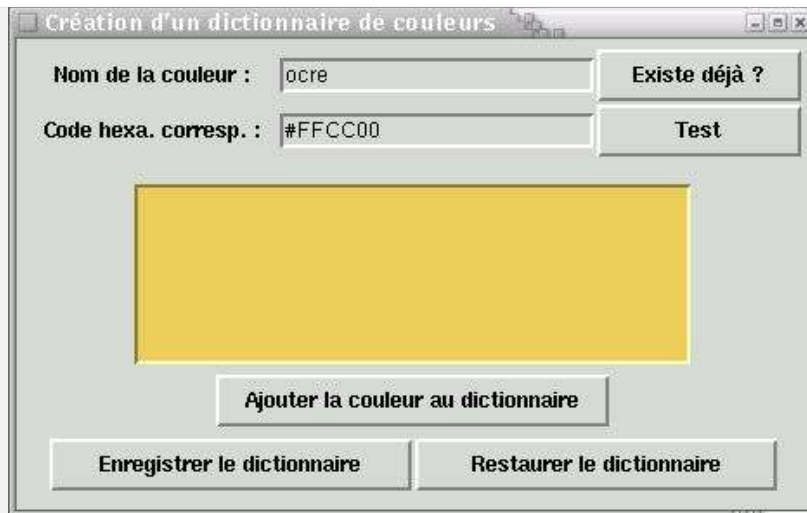 Création d'un dictionnaire de couleurs
Nom de la couleur : ocre Existe déjà ?
Code hexa. corresp. : #FFCC00 Test
Ajouter la couleur au dictionnaire
Enregistrer le dictionnaire Restaurer le dictionnaire